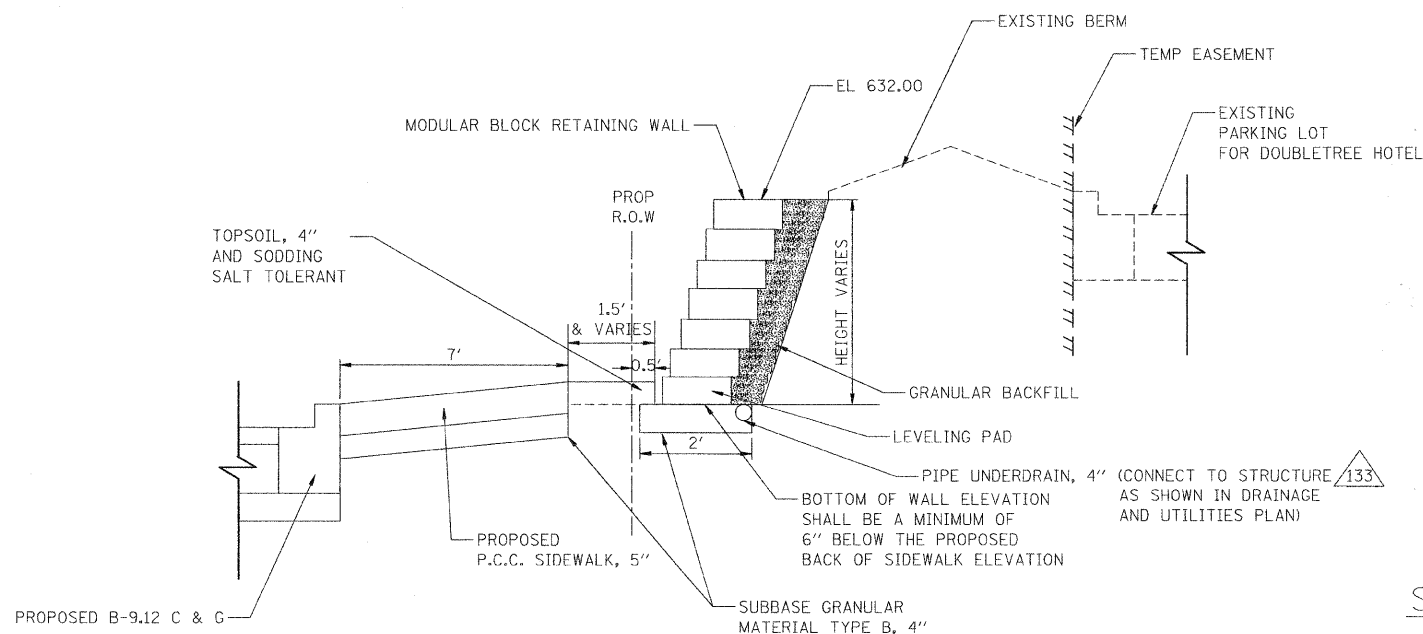 EXISTING BERM
TEMP EASEMENT
EL 632.00
EXISTING
PARKING LOT
FOR DOUBLETREE HOTEL
MODULAR BLOCK RETAINING WALL
PROP
R.O.W
TOPSOIL, 4"
AND SODDING
SALT TOLERANT
1.5'
& VARIES
HEIGHT VARIES
7'
0.5'
GRANULAR BACKFILL
LEVELING PAD
2'
PIPE UNDERDRAIN, 4" (CONNECT TO STRUCTURE 133
AS SHOWN IN DRAINAGE
AND UTILITIES PLAN)
BOTTOM OF WALL ELEVATION
SHALL BE A MINIMUM OF
6" BELOW THE PROPOSED
BACK OF SIDEWALK ELEVATION
PROPOSED
P.C.C. SIDEWALK, 5"
SUBBASE GRANULAR
MATERIAL TYPE B, 4"
PROPOSED B-9.12 C & G